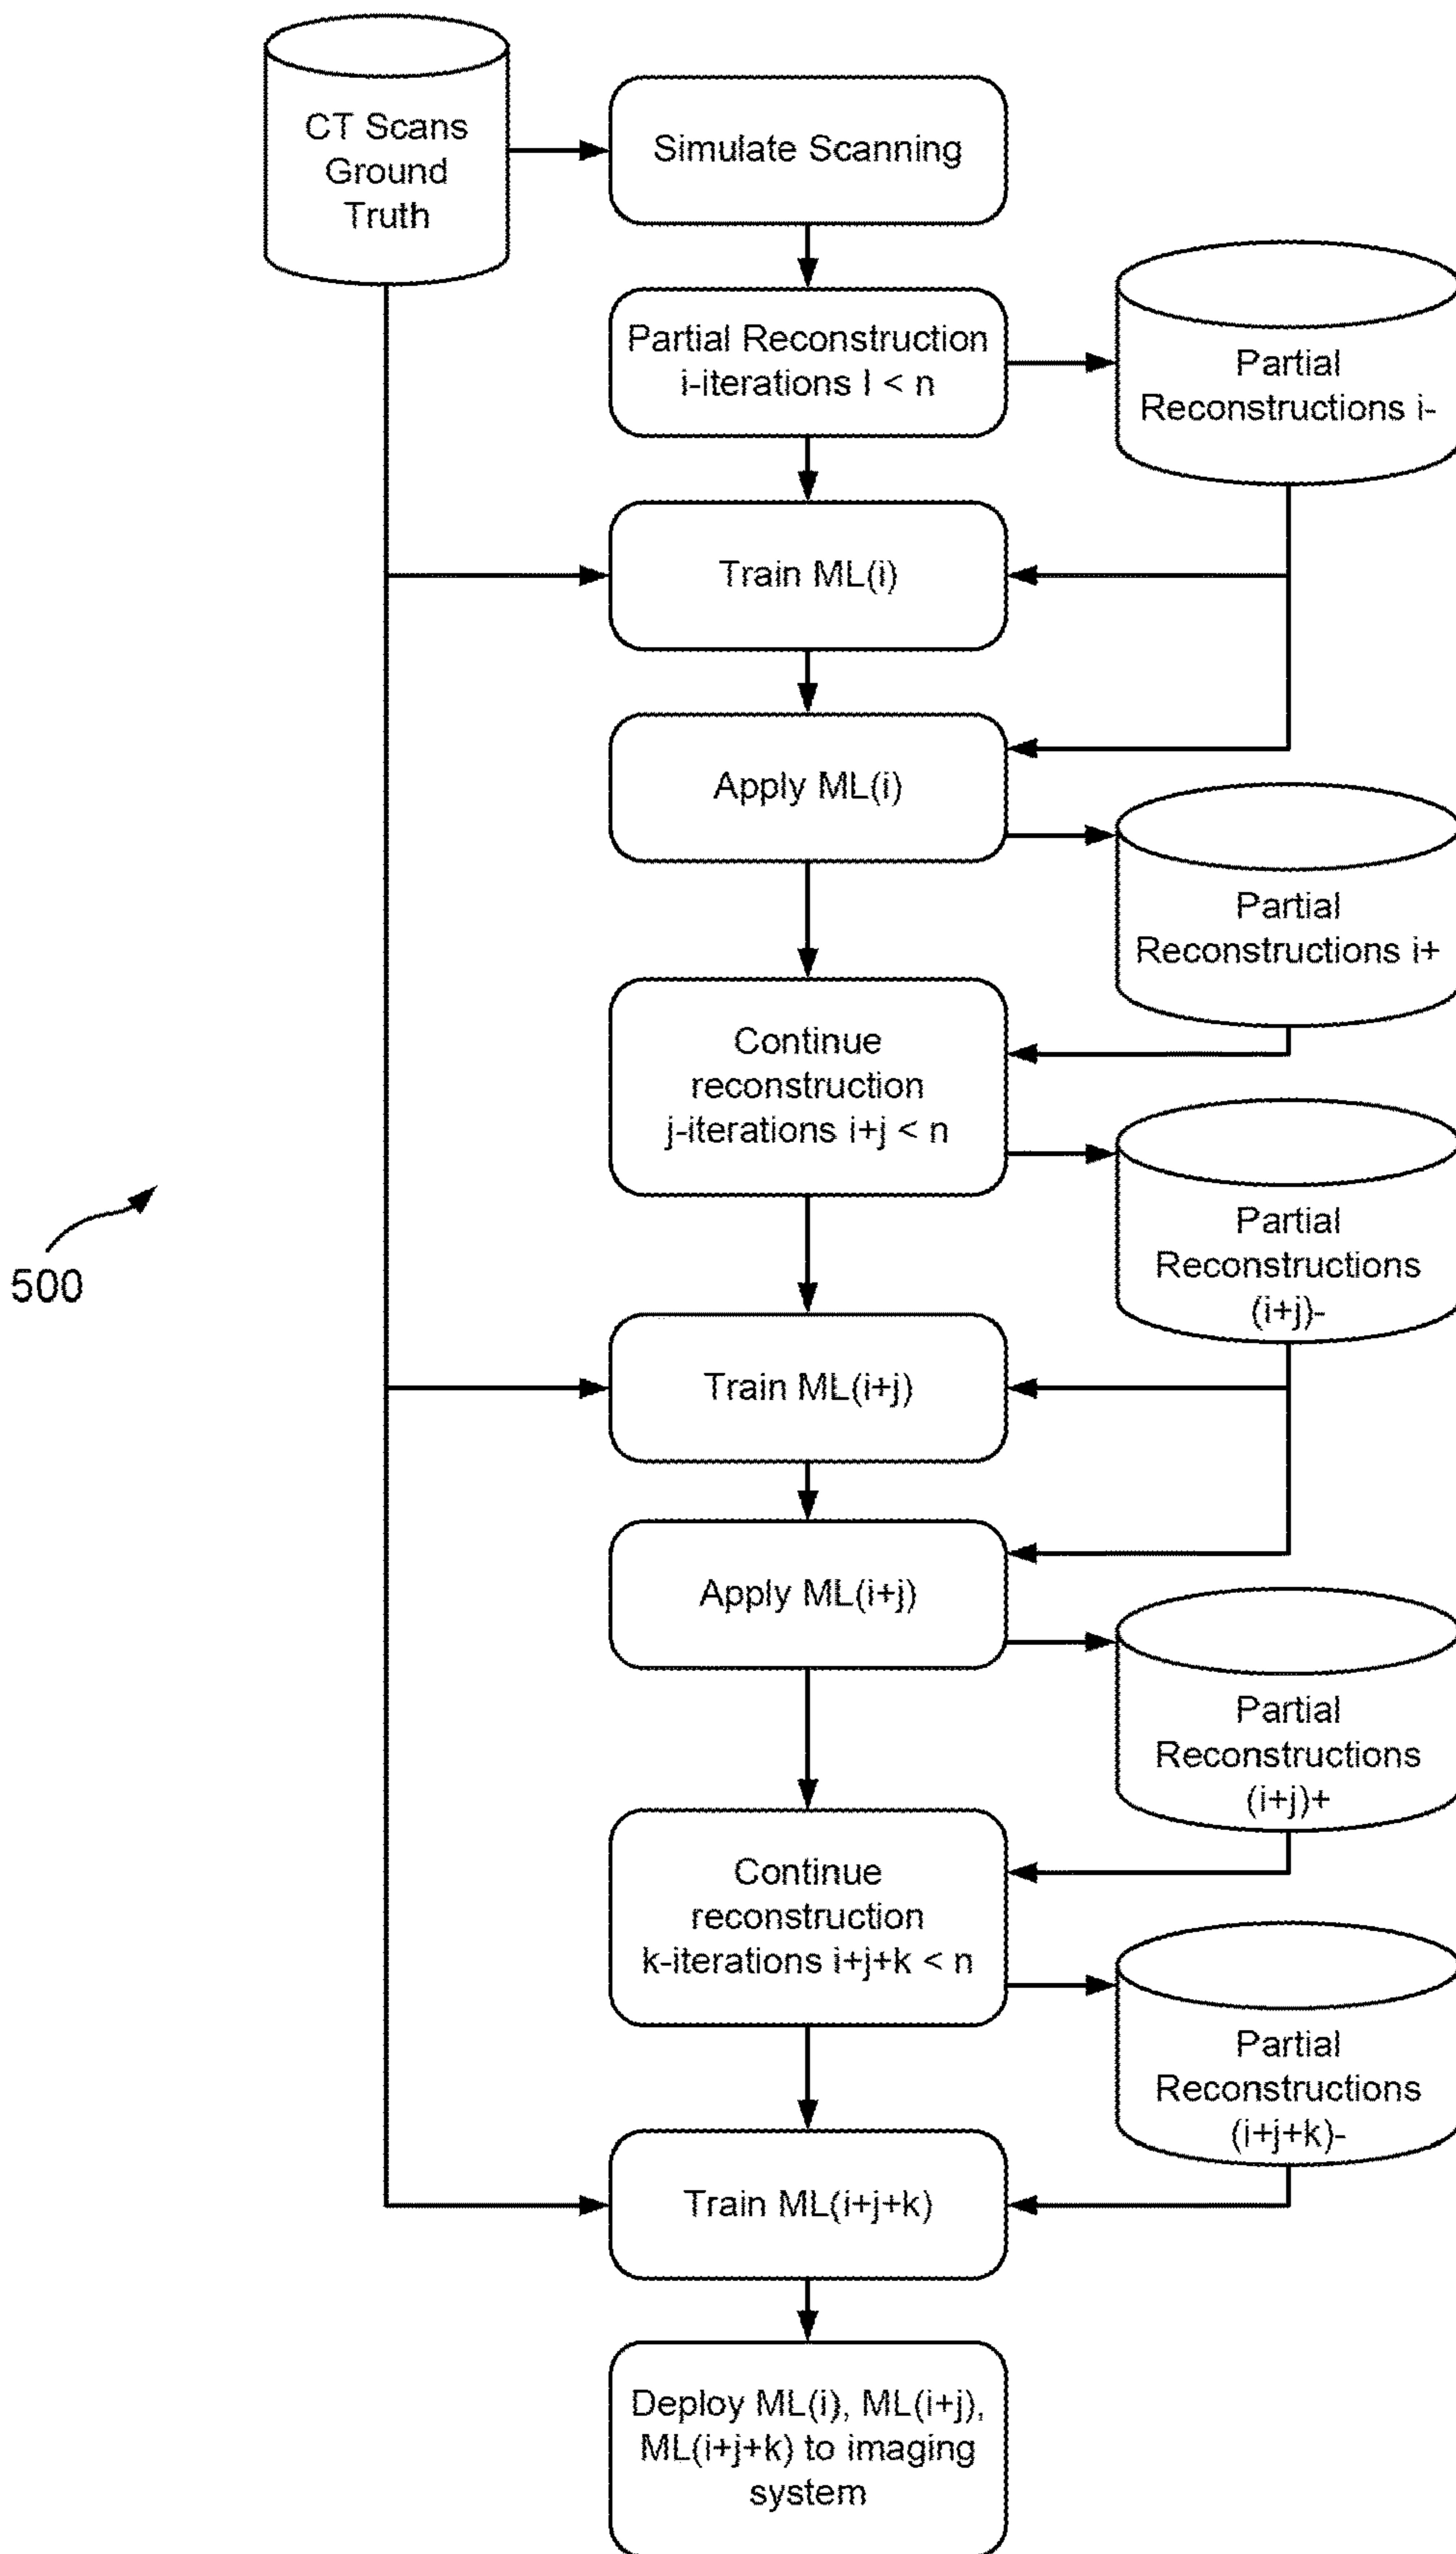 CT Scans
Ground
Truth
Simulate Scanning
Partial Reconstruction
i-iterations I < n
Partial
Reconstructions i-
Train ML(i)
Apply ML(i)
Partial
Reconstructions i+
Continue
reconstruction
j-iterations i+j < n
Partial
Reconstructions
(i+j)-
500
Train ML(i+j)
Apply ML(i+j)
Partial
Reconstructions
(i+j)+
Continue
reconstruction
k-iterations i+j+k < n
Partial
Reconstructions
(i+j+k)-
Train ML(i+j+k)
Deploy ML(i), ML(i+j),
ML(i+j+k) to imaging
system